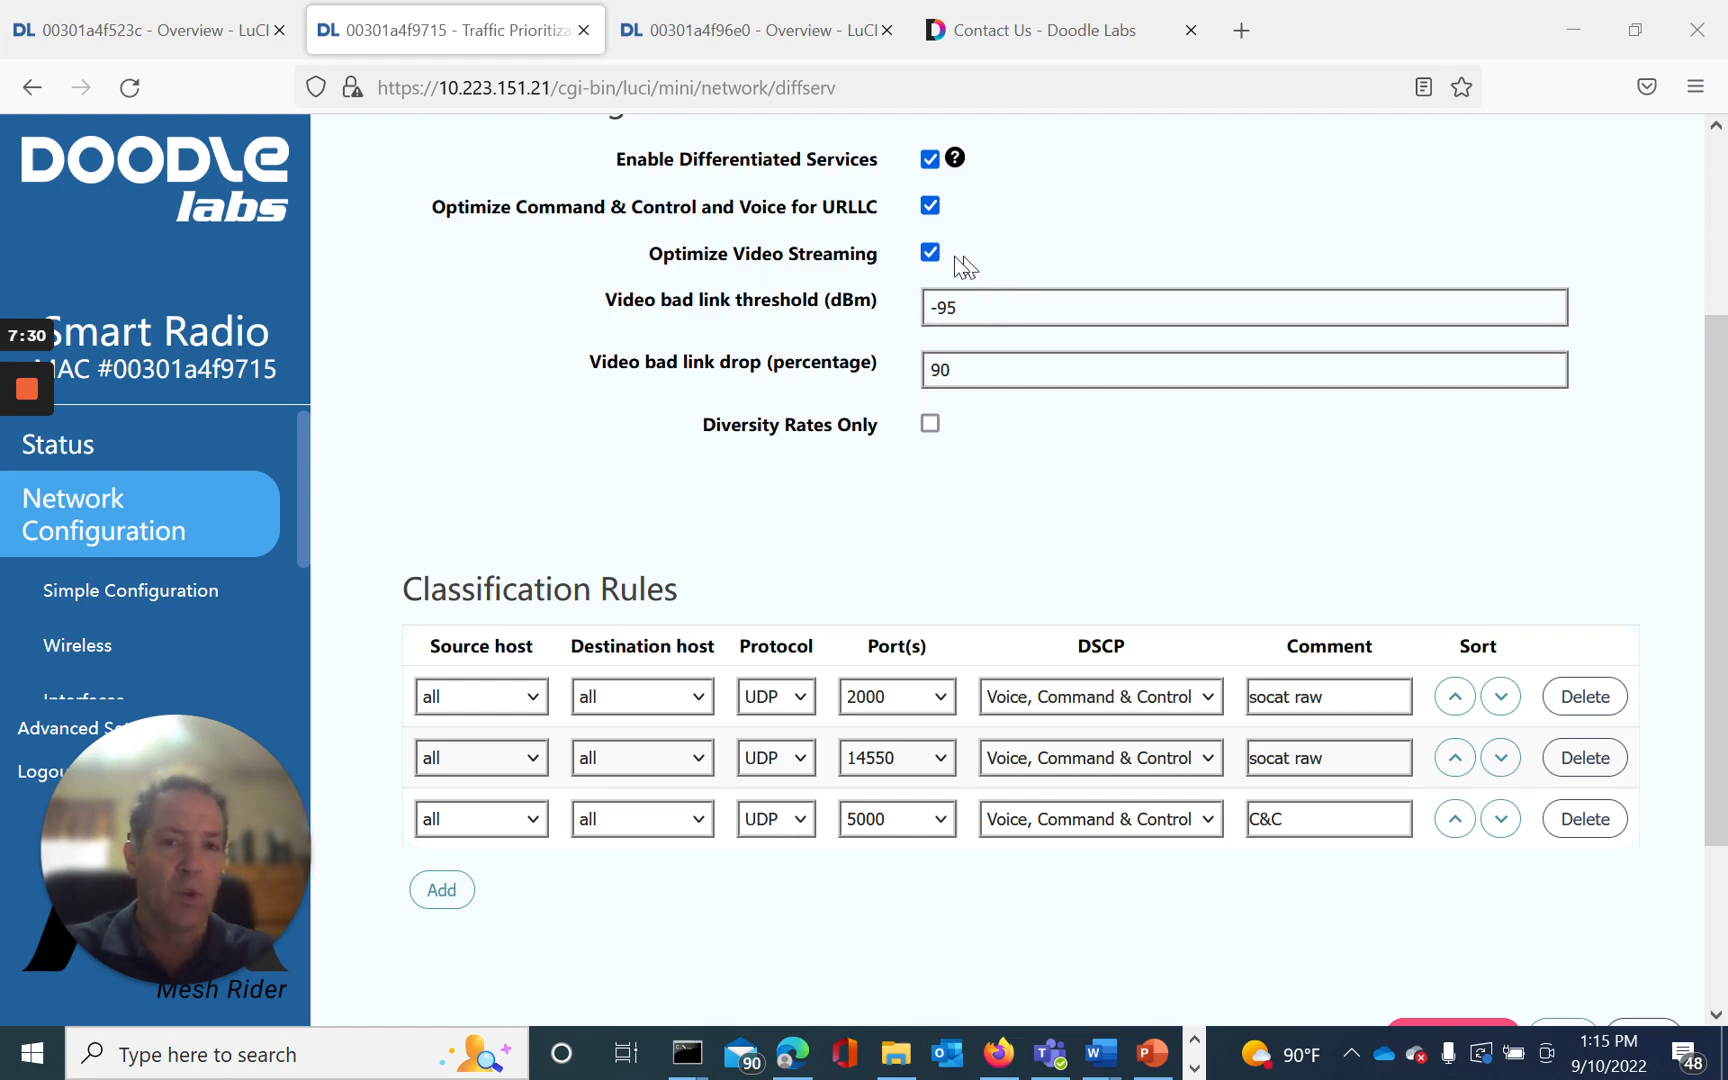 DL 00301a4f523c - Overview - LuCI
DL 00301a4f9715 - Traffic Prioritiza
DL 00301a4f96e0 - Overview - LuCI
Contact Us - Doodle Labs
https://10.223.151.21/cgi-bin/luci/mini/network/diffserv
DOODLE
labs
Smart Radio
MAC #00301a4f9715
7:30
Status
Network
Configuration
Simple Configuration
Wireless
Interfaces
Advanced Se
Logou
Mesh Rider
Enable Differentiated Services
Optimize Command & Control and Voice for URLLC
Optimize Video Streaming
Video bad link threshold (dBm) -95
Video bad link drop (percentage) 90
Diversity Rates Only
Classification Rules
Source host Destination host Protocol Port(s) DSCP Comment Sort
all all UDP 2000 Voice, Command & Control socat raw Delete
all all UDP 14550 Voice, Command & Control socat raw Delete
all all UDP 5000 Voice, Command & Control C&C Delete
Add
Type here to search
90
90°F
1:15 PM
9/10/2022
48